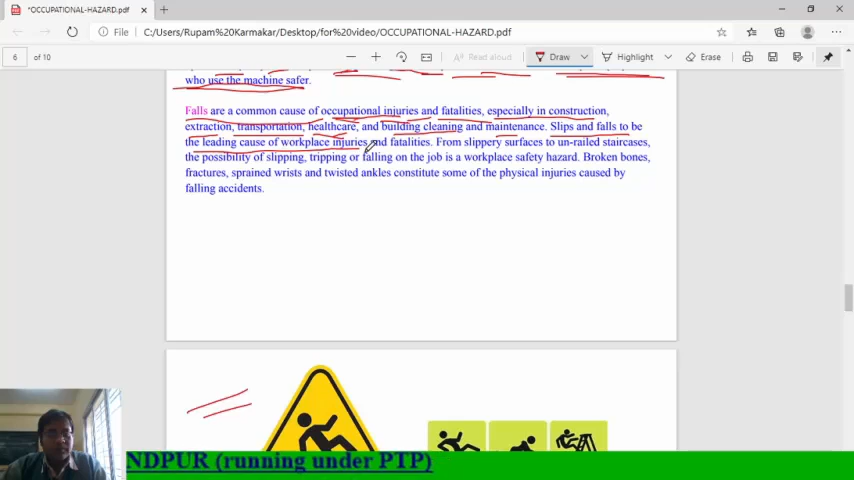 *OCCUPATIONAL-HAZARD.pdf
File C:/Users/Rupam%20Karmakar/Desktop/for%20video/OCCUPATIONAL-HAZARD.pdf
6 of 10 Read aloud Draw Highlight Erase
who use the machine safer.
Falls are a common cause of occupational injuries and fatalities, especially in construction,
extraction, transportation, healthcare, and building cleaning and maintenance. Slips and falls to be
the leading cause of workplace injuries and fatalities. From slippery surfaces to un-railed staircases,
the possibility of slipping, tripping or falling on the job is a workplace safety hazard. Broken bones,
fractures, sprained wrists and twisted ankles constitute some of the physical injuries caused by
falling accidents.
NDPUR (running under PTP)